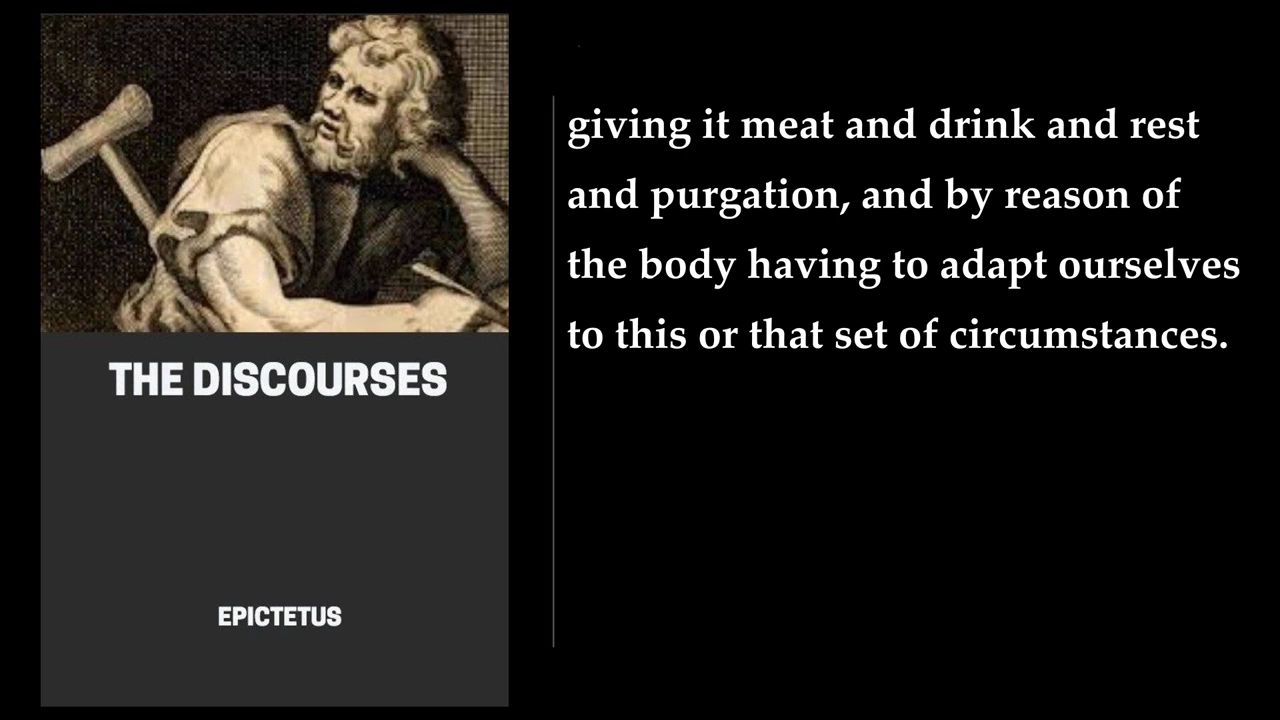 THE DISCOURSES
EPICTETUS
giving it meat and drink and rest
and purgation, and by reason of
the body having to adapt ourselves
to this or that set of circumstances.